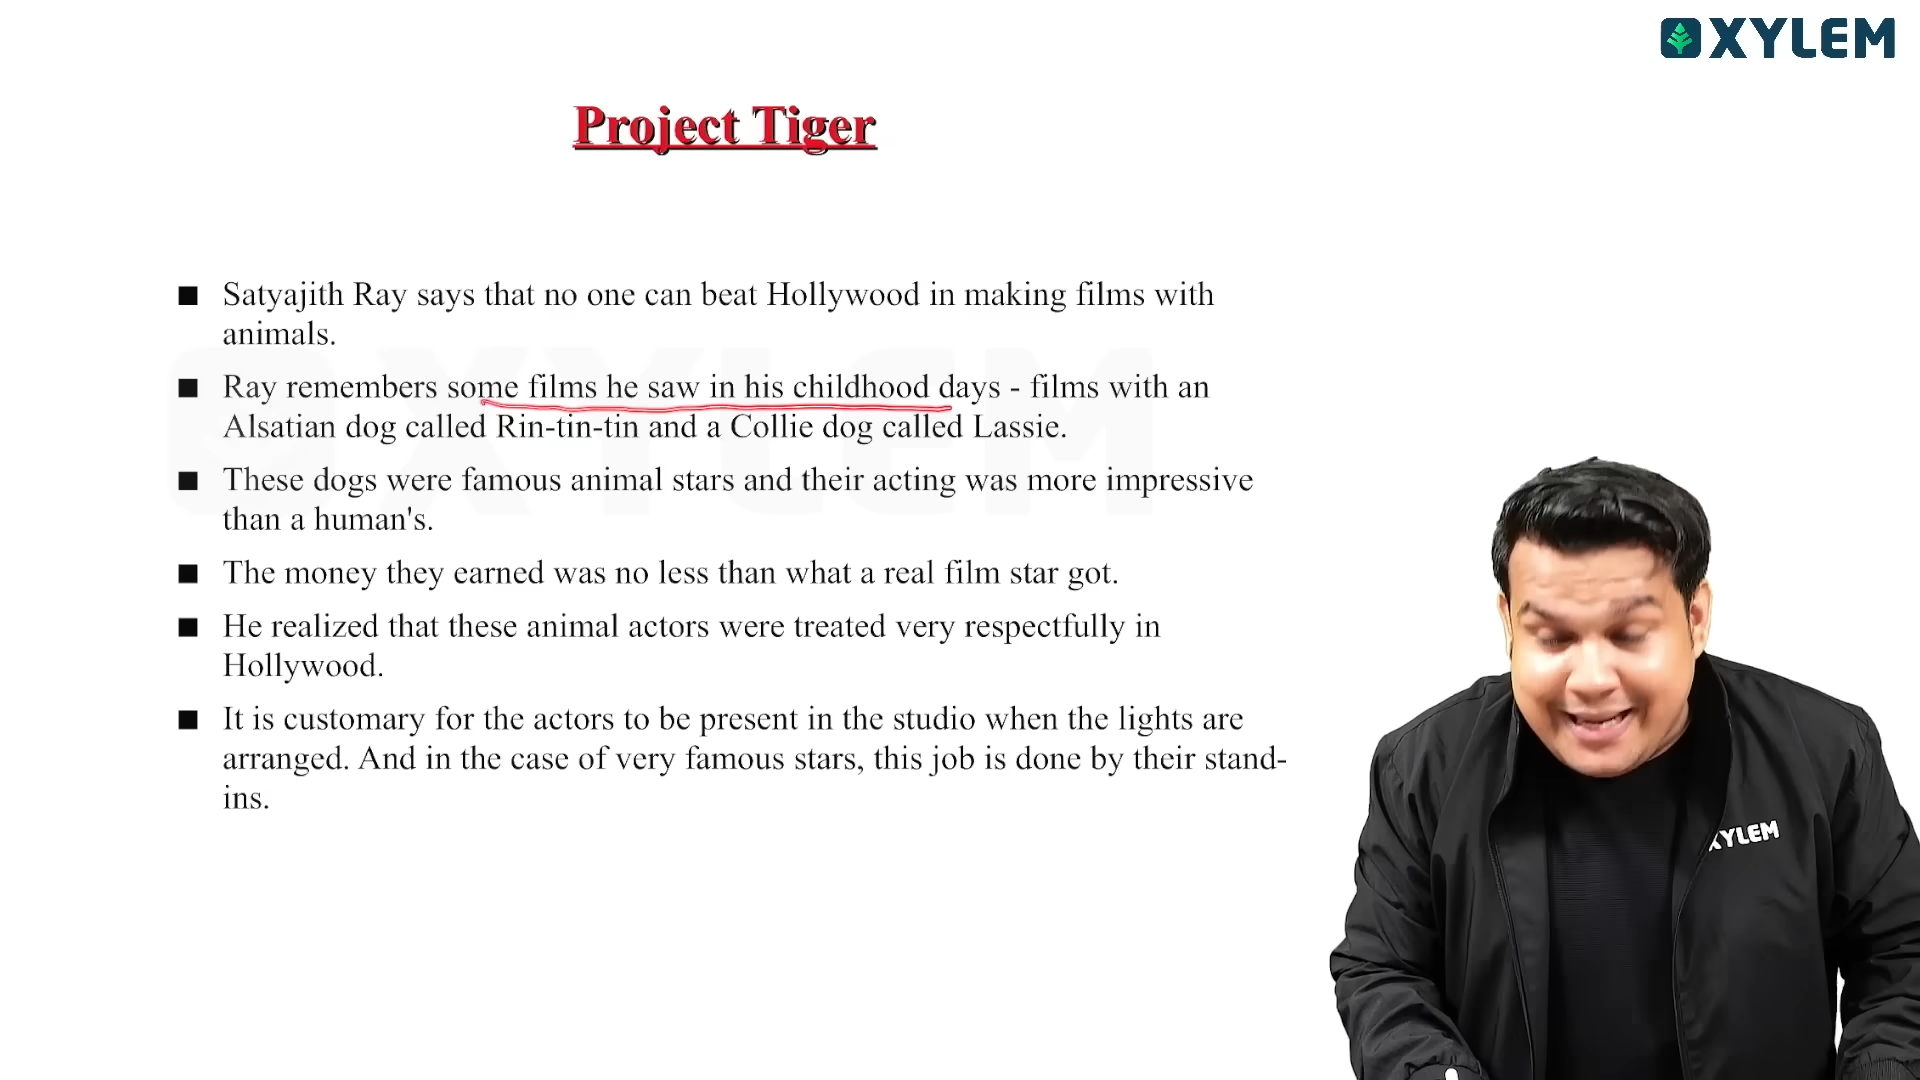 XYLEM
Project Tiger
■ Satyajith Ray says that no one can beat Hollywood in making films with
animals.
■ Ray remembers some films he saw in his childhood days - films with an
Alsatian dog called Rin-tin-tin and a Collie dog called Lassie.
■ These dogs were famous animal stars and their acting was more impressive
than a human's.
■ The money they earned was no less than what a real film star got.
■ He realized that these animal actors were treated very respectfully in
Hollywood.
■ It is customary for the actors to be present in the studio when the lights are
arranged. And in the case of very famous stars, this job is done by their stand-
ins.
XYLEM
XYLEM